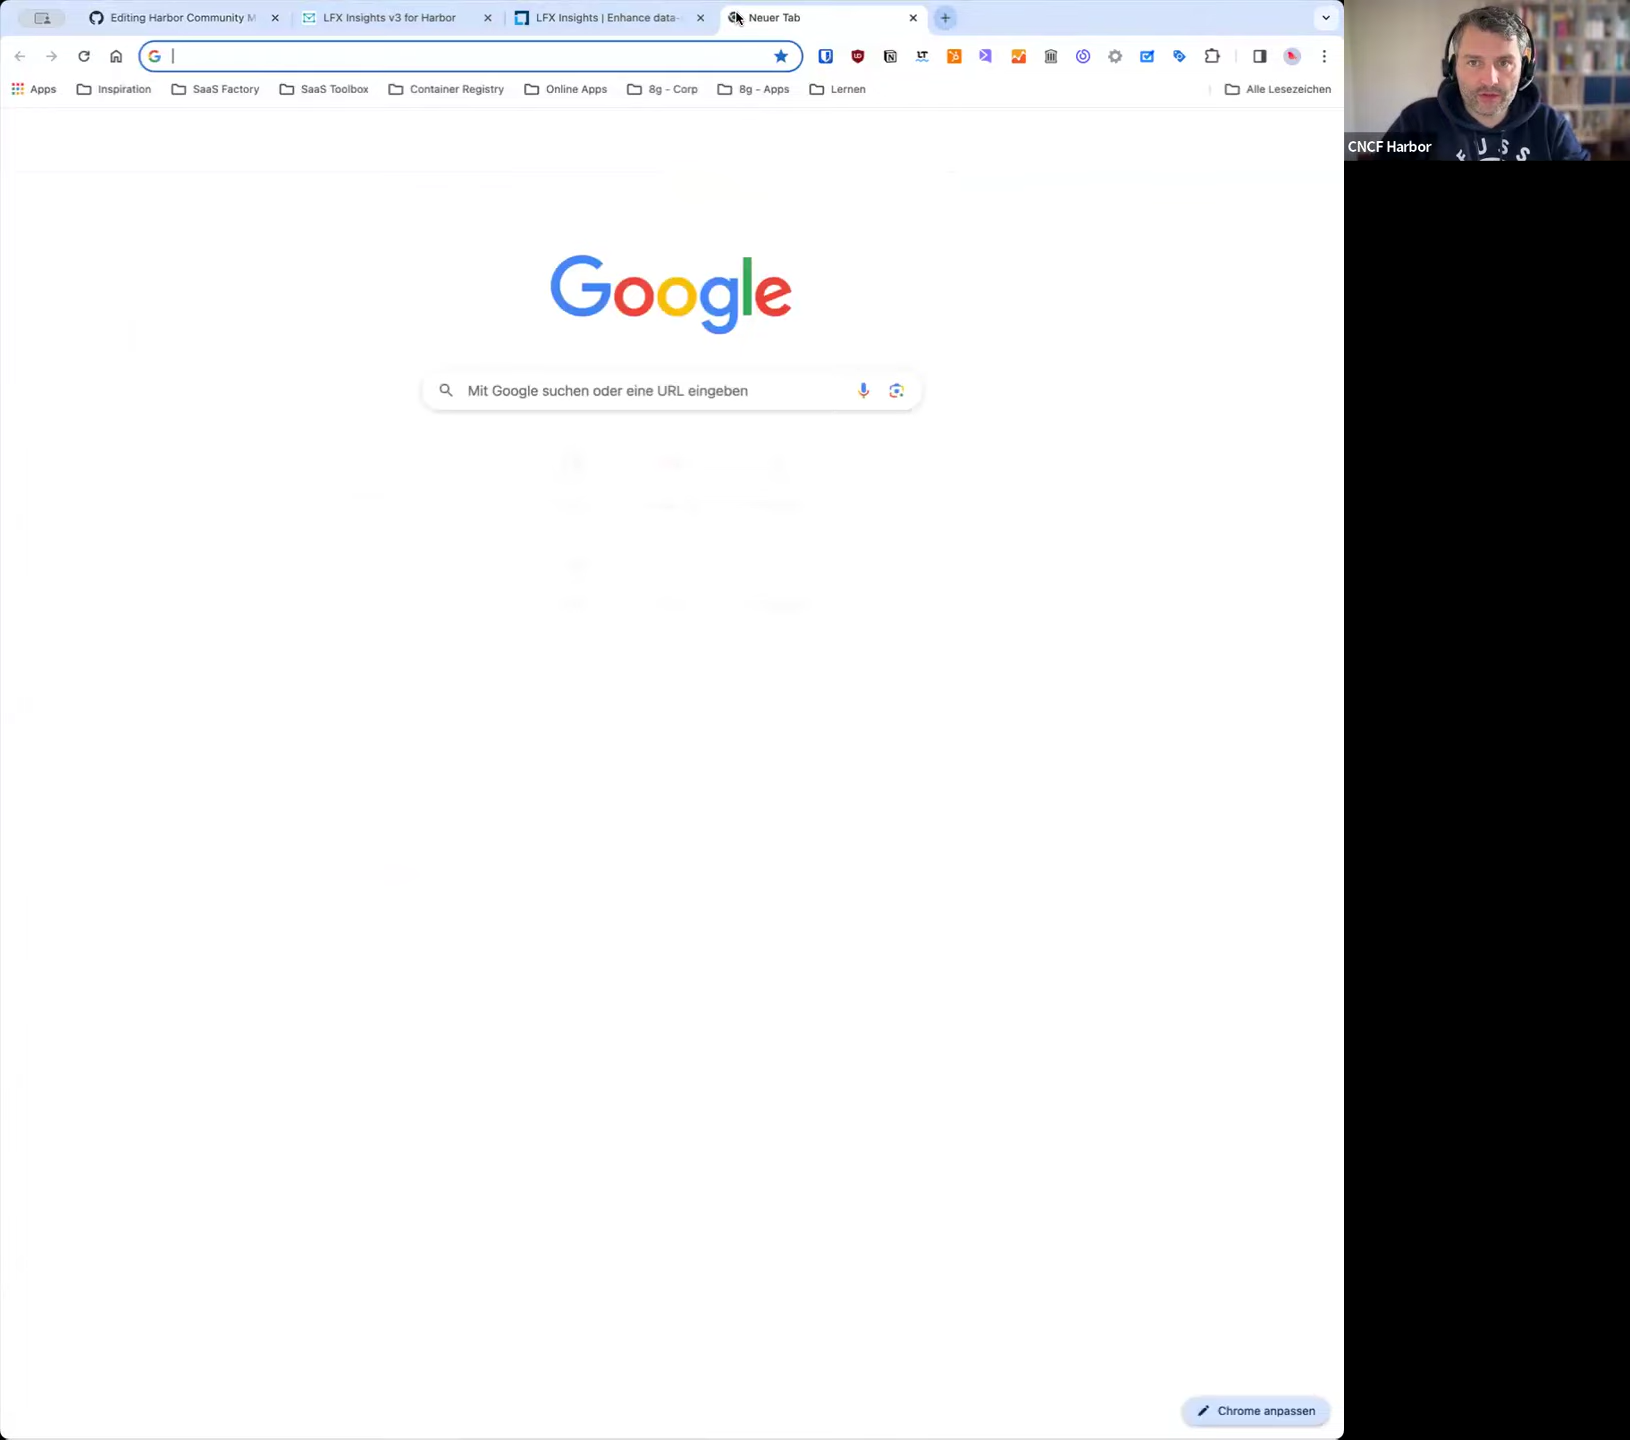 Editing Harbor Community M
LFX Insights v3 for Harbor
LFX Insights | Enhance data-
Neuer Tab
Apps
Inspiration
SaaS Factory
SaaS Toolbox
Container Registry
Online Apps
8g - Corp
8g - Apps
Lernen
Alle Lesezeichen
CNCF Harbor
Google
Mit Google suchen oder eine URL eingeben
Chrome anpassen